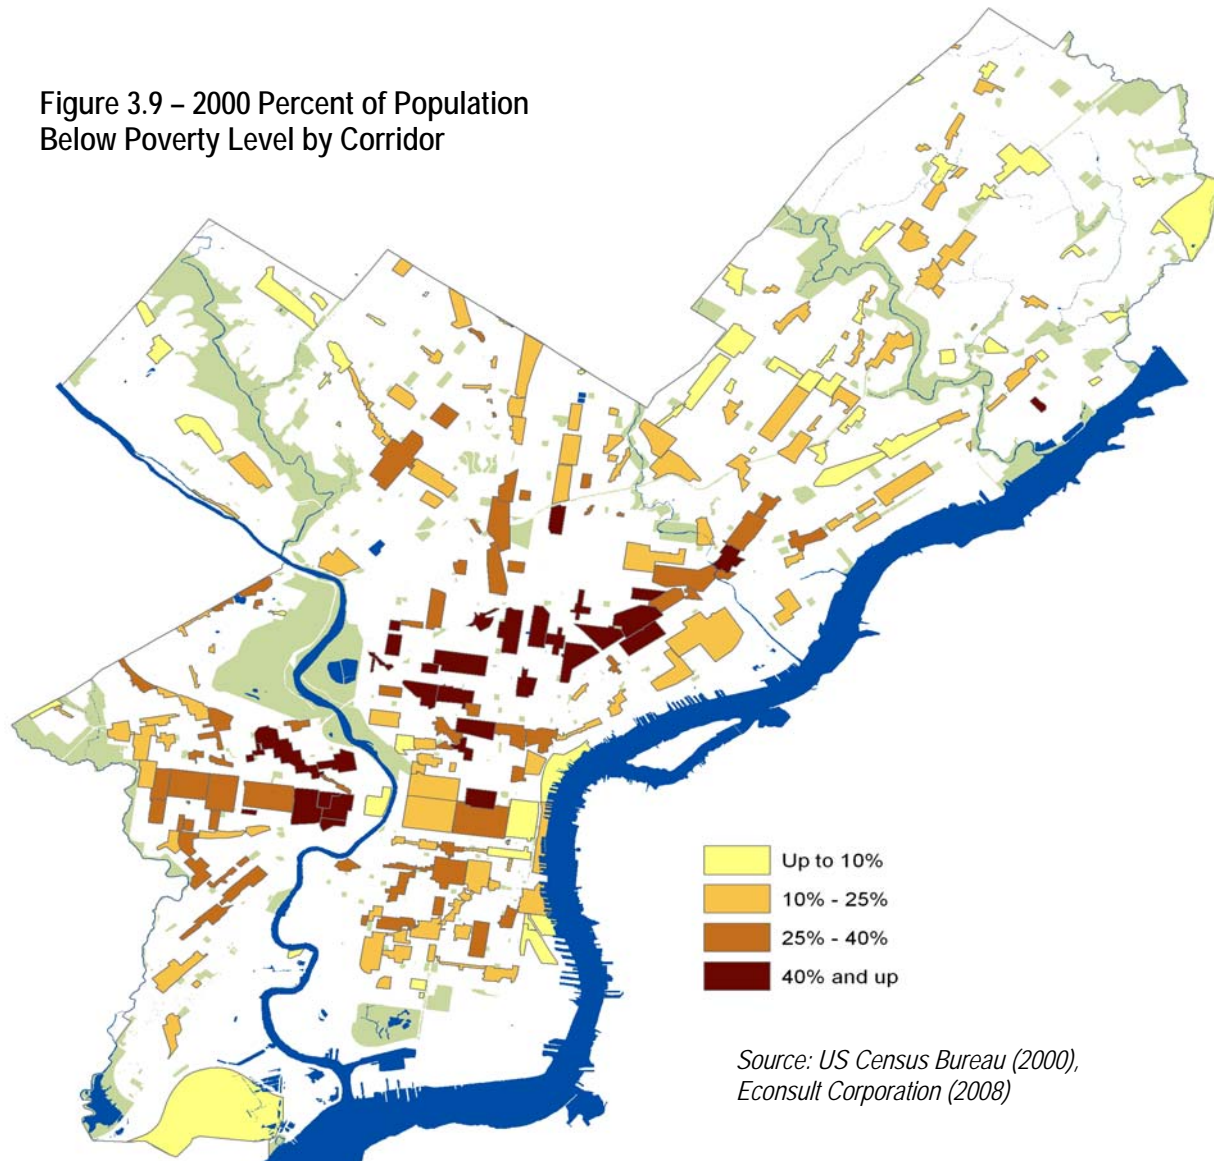 Figure 3.9 – 2000 Percent of Population
Below Poverty Level by Corridor
Up to 10%
10% - 25%
25% - 40%
40% and up
Source: US Census Bureau (2000),
Econsult Corporation (2008)